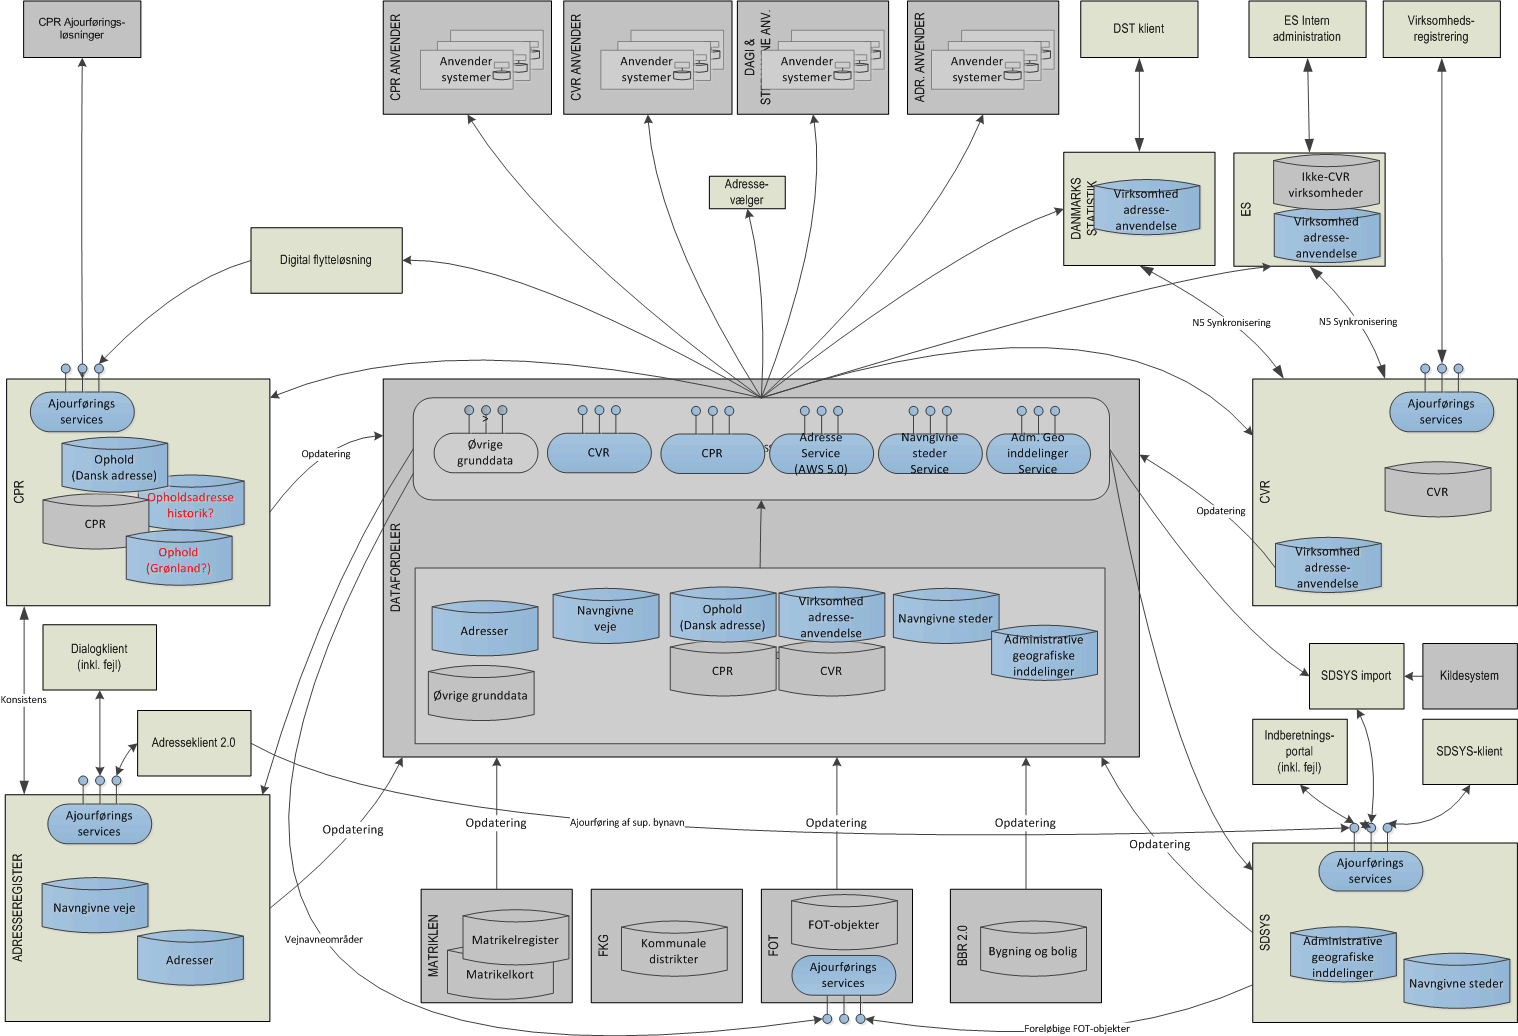 CPR Ajourførings-
løsninger
CPR ANVENDER
Anvender
systemer
CVR ANVENDER
Anvender
systemer
DAGI &
ANV.
Anvender
systemer
ADR. ANVENDER
Anvender
systemer
DST klient
ES Intern
administration
Virksomheds-
registrering
Adresse-
vælger
DANMARKS
STATISTIK
Virksomhed
adresse-
anvendelse
ES
Ikke-CVR
virksomheder
Virksomhed
adresse-
anvendelse
Digital flytteløsning
N5 Synkronisering
N5 Synkronisering
CPR
Ajourførings
services
Ophold
(Dansk adresse)
Opholdsadresse
historik?
CPR
Ophold
(Grønland?)
Opdatering
DATAFORDELER
Øvrige
grunddata
CVR
CPR
Adresse
Service
(AWS 5.0)
Navngivne
steder
Service
Adm. Geo
inddelinger
Service
Adresser
Navngivne
veje
Ophold
(Dansk adresse)
Virksomhed
adresse-
anvendelse
Navngivne steder
Administrative
geografiske
inddelinger
Øvrige grunddata
CPR
CVR
CVR
Ajourførings
services
CVR
Virksomhed
adresse-
anvendelse
Opdatering
Konsistens
Dialogklient
(inkl. fejl)
Adresseklient 2.0
SDSYS import
Kildesystem
Indberetnings-
portal
(inkl. fejl)
SDSYS-klient
ADRESSEREGISTER
Ajourførings
services
Navngivne veje
Adresser
Opdatering
Opdatering
Ajourføring af sup. bynavn
Opdatering
Opdatering
Opdatering
Vejnavneområder
MATRIKLEN
Matrikelregister
Matrikelkort
FKG
Kommunale
distrikter
FOT
FOT-objekter
Ajourførings
services
BBR 2.0
Bygning og bolig
SDSYS
Ajourførings
services
Administrative
geografiske
inddelinger
Navngivne steder
Foreløbige FOT-objekter